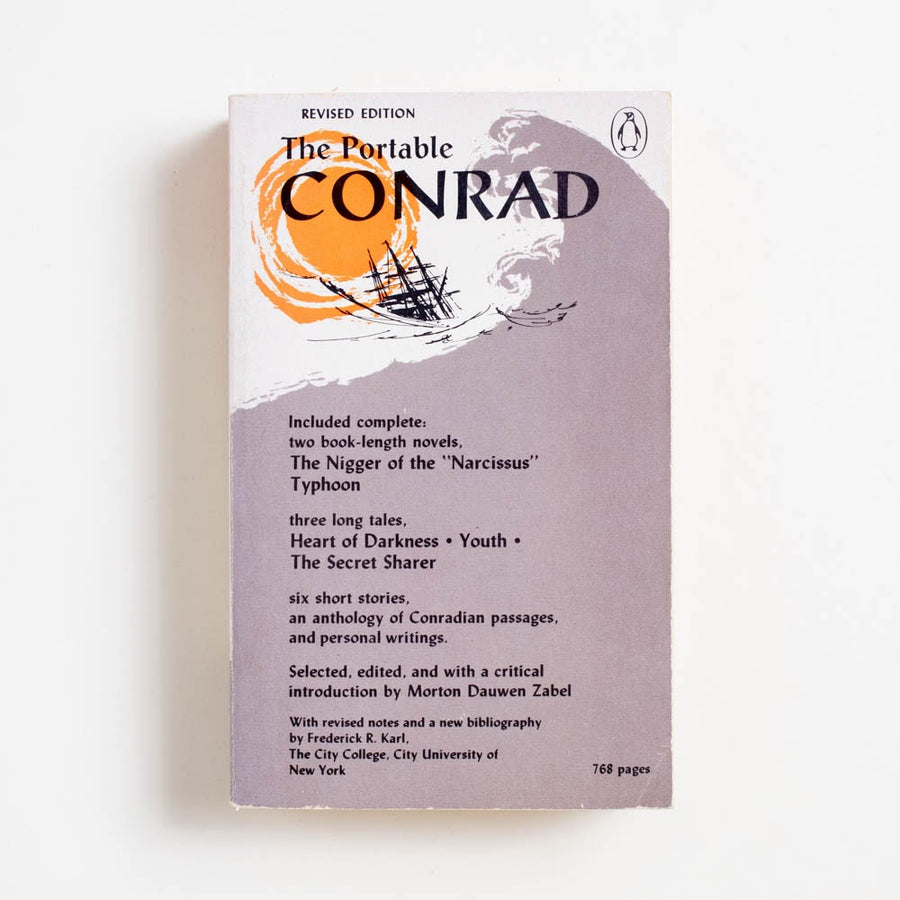 REVISED EDITION
The Portable
CONRAD
Included complete:
two book-length novels,
The Nigger of the "Narcissus"
Typhoon
three long tales,
Heart of Darkness • Youth •
The Secret Sharer
six short stories,
an anthology of Conradian passages,
and personal writings.
Selected, edited, and with a critical
introduction by Morton Dauwen Zabel
With revised notes and a new bibliography
by Frederick R. Karl,
The City College, City University of
New York
768 pages